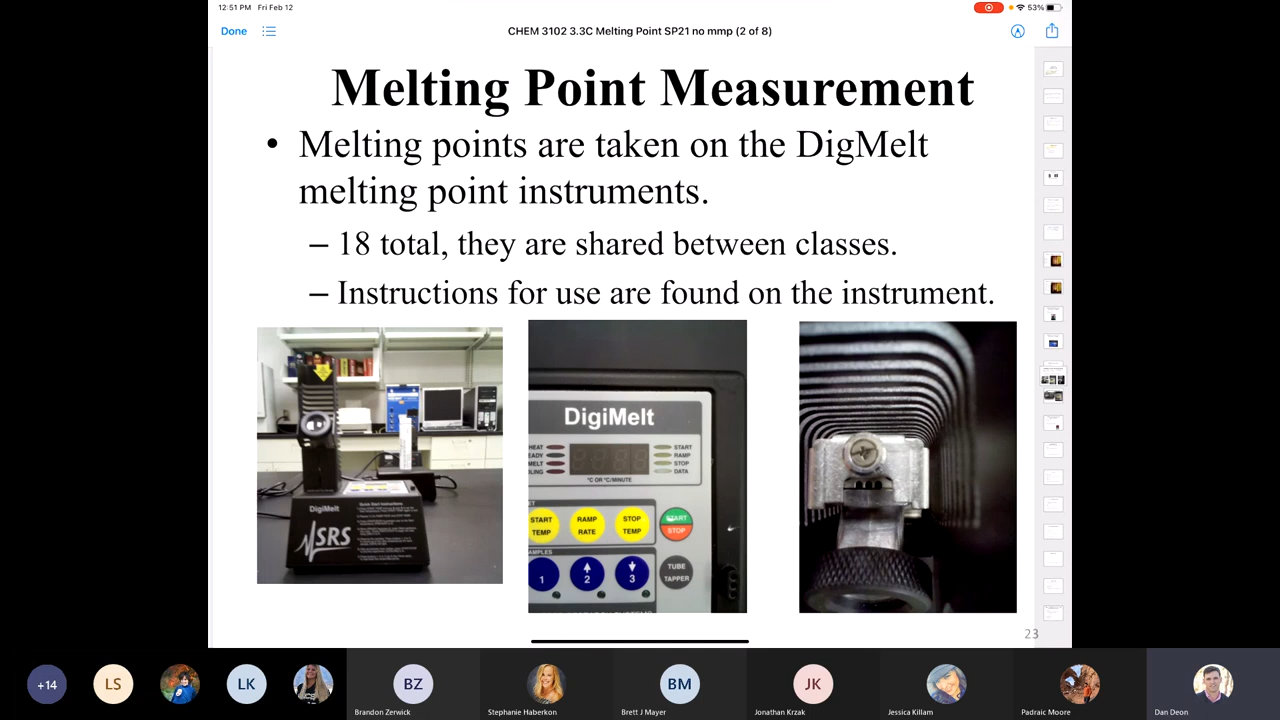 12:51 PM Fri Feb 12
53%
Done
CHEM 3102 3.3C Melting Point SP21 no mmp (2 of 8)
Melting Point Measurement
• Melting points are taken on the DigMelt
melting point instruments.
– 18 total, they are shared between classes.
– Instructions for use are found on the instrument.
DigiMelt
SRS
DigiMelt
HEAT START
EADY RAMP
MELT STOP
LING DATA
°C OR °C/MINUTE
START TEMP
RAMP RATE
STOP TEMP
START STOP
AMPLES
1 2 3
TUBE TAPPER
23
+14 LS LK BZ BM JK
Brandon Zerwick Stephanie Haberkon Brett J Mayer Jonathan Krzak Jessica Killam Padraic Moore Dan Deon